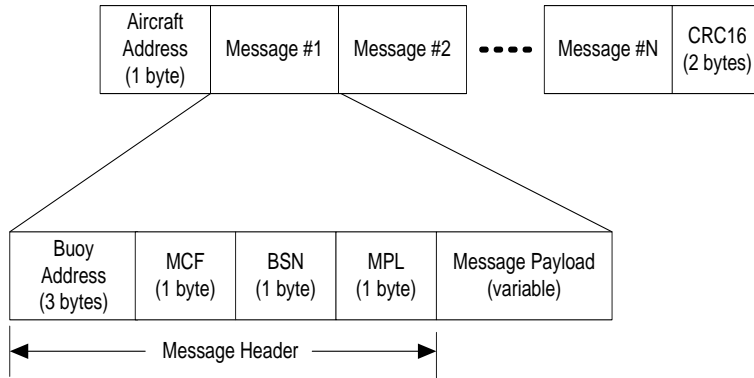 Aircraft
Address
(1 byte)
Message #1
Message #2
Message #N
CRC16
(2 bytes)
Buoy
Address
(3 bytes)
MCF
(1 byte)
BSN
(1 byte)
MPL
(1 byte)
Message Payload
(variable)
Message Header